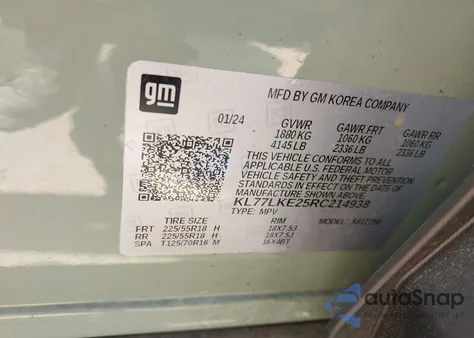 gm
MFD BY GM KOREA COMPANY
01/24 GVWR GAWR FRT GAWR RR
1880 KG 1060 KG 1060 KG
4145 LB 2336 LB 2336 LB
THIS VEHICLE CONFORMS TO ALL
APPLICABLE U.S. FEDERAL MOTOR
VEHICLE SAFETY AND THEFT PREVENTION
STANDARDS IN EFFECT ON THE DATE OF
MANUFACTURE SHOWN ABOVE.
KL77LKE25RC214938
TYPE: MPV
TIRE SIZE RIM
FRT 225/55R18 H 18X7.5J
RR 225/55R18 H 18X7.5J
SPA T125/70R16 M 16X4BT
autoSnap